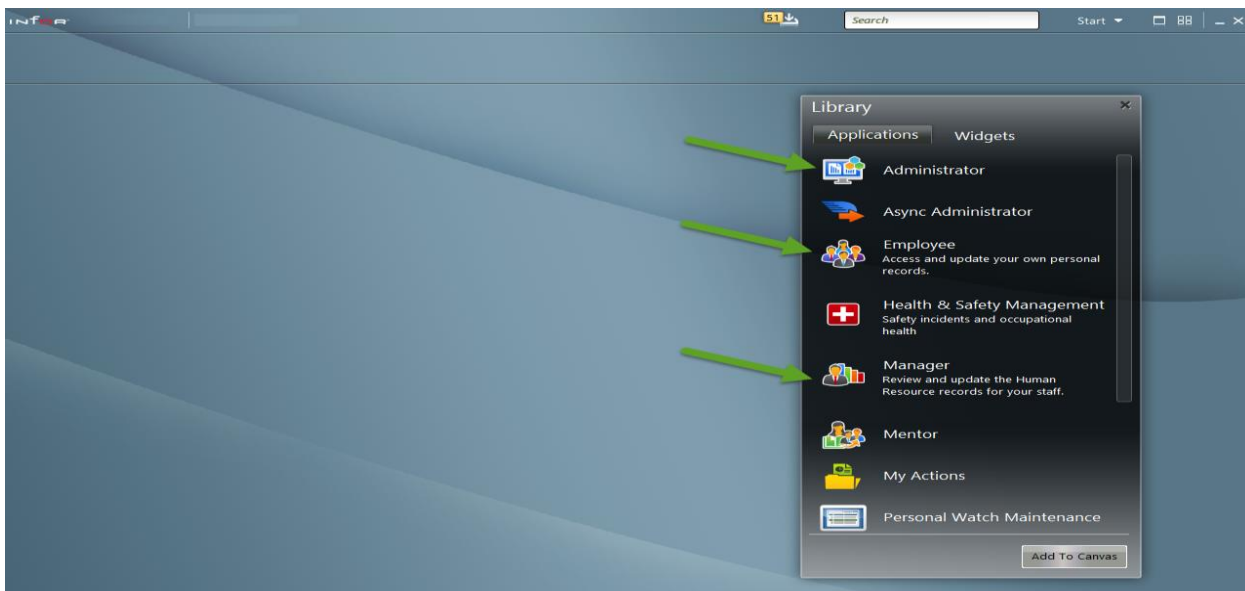 infor
51
Search
Start
Library
Applications Widgets
Administrator
Async Administrator
Employee
Access and update your own personal
records.
Health & Safety Management
Safety incidents and occupational
health
Manager
Review and update the Human
Resource records for your staff.
Mentor
My Actions
Personal Watch Maintenance
Add To Canvas